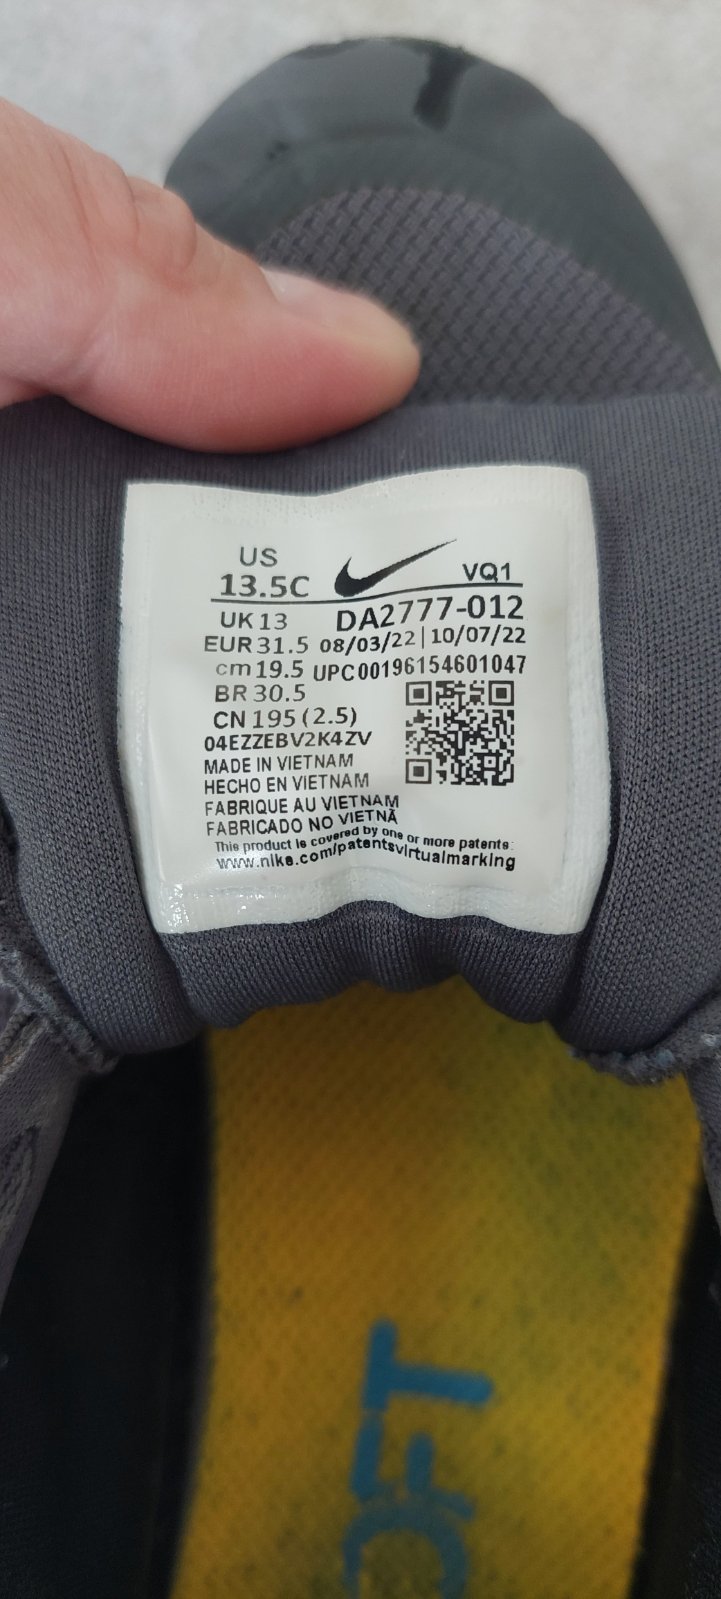 US
13.5C
VQ1
UK 13
DA2777-012
EUR 31.5
08/03/22 | 10/07/22
cm 19.5
UPC00196154601047
BR 30.5
CN 195 (2.5)
04EZZEBV2K4ZV
MADE IN VIETNAM
HECHO EN VIETNAM
FABRIQUE AU VIETNAM
FABRICADO NO VIETNÃ
This product is covered by one or more patents:
www.nike.com/patentsvirtualmarking
OFT